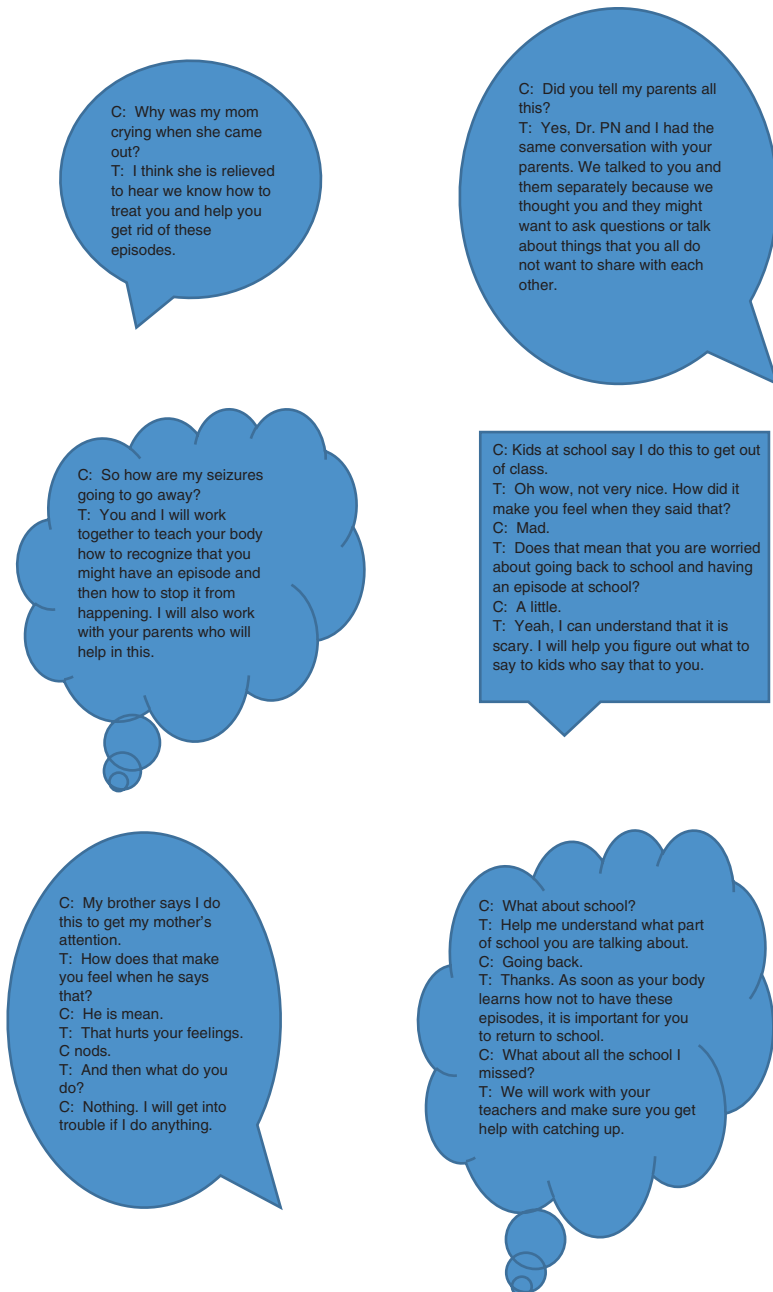 C: Why was my mom
crying when she came
out?
T: I think she is relieved
to hear we know how to
treat you and help you
get rid of these
episodes.
C: Did you tell my parents all
this?
T: Yes, Dr. PN and I had the
same conversation with your
parents. We talked to you and
them separately because we
thought you and they might
want to ask questions or talk
about things that you all do
not want to share with each
other.
C: So how are my seizures
going to go away?
T: You and I will work
together to teach your body
how to recognize that you
might have an episode and
then how to stop it from
happening. I will also work
with your parents who will
help in this.
C: Kids at school say I do this to get out
of class.
T: Oh wow, not very nice. How did it
make you feel when they said that?
C: Mad.
T: Does that mean that you are worried
about going back to school and having
an episode at school?
C: A little.
T: Yeah, I can understand that it is
scary. I will help you figure out what to
say to kids who say that to you.
C: My brother says I do
this to get my mother's
attention.
T: How does that make
you feel when he says
that?
C: He is mean.
T: That hurts your feelings.
C nods.
T: And then what do you
do?
C: Nothing. I will get into
trouble if I do anything.
C: What about school?
T: Help me understand what part
of school you are talking about.
C: Going back.
T: Thanks. As soon as your body
learns how not to have these
episodes, it is important for you
to return to school.
C: What about all the school I
missed?
T: We will work with your
teachers and make sure you get
help with catching up.